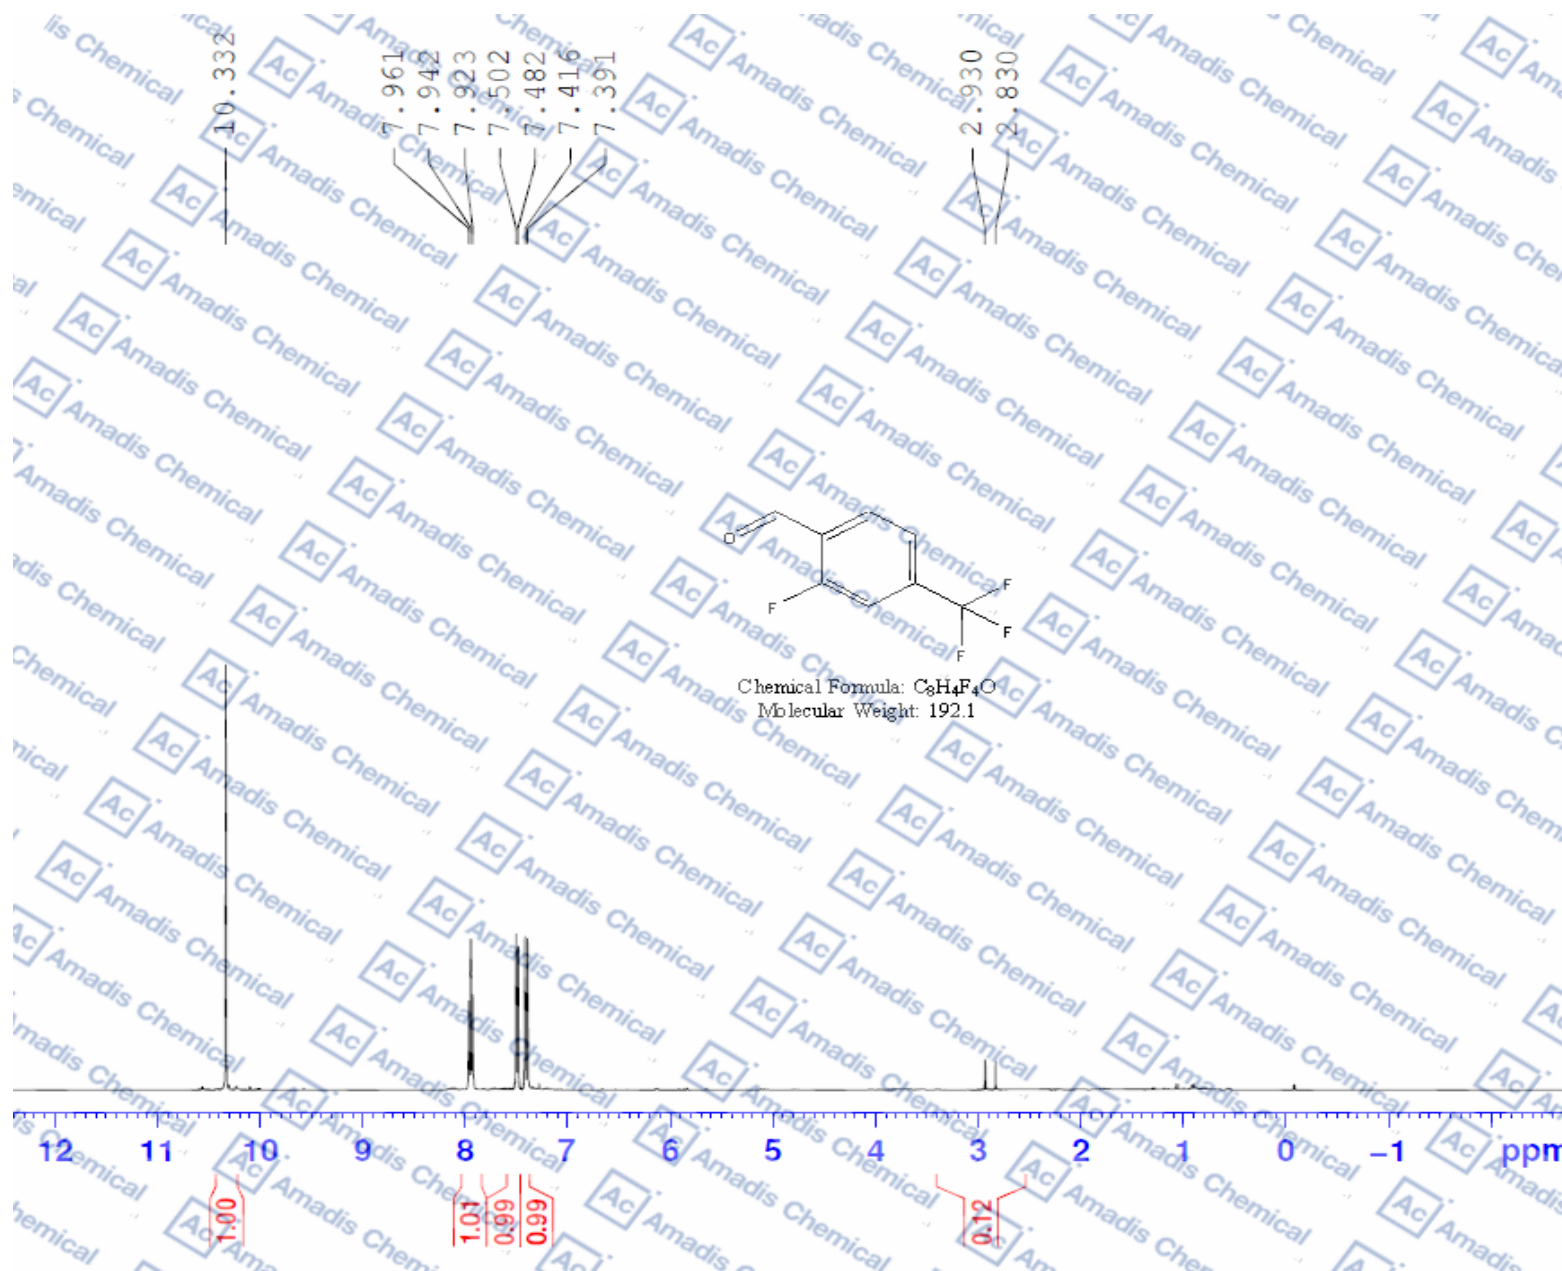 10.332
7.961
7.942
7.923
7.502
7.482
7.416
7.391
2.930
2.830
O
F
F
F
F
Chemical Formula: C₈H₄F₄O
Molecular Weight: 192.1
12 11 10 9 8 7 6 5 4 3 2 1 0 −1 ppm
1.00
1.01
0.99
0.99
0.12
Ac Amadis Chemical